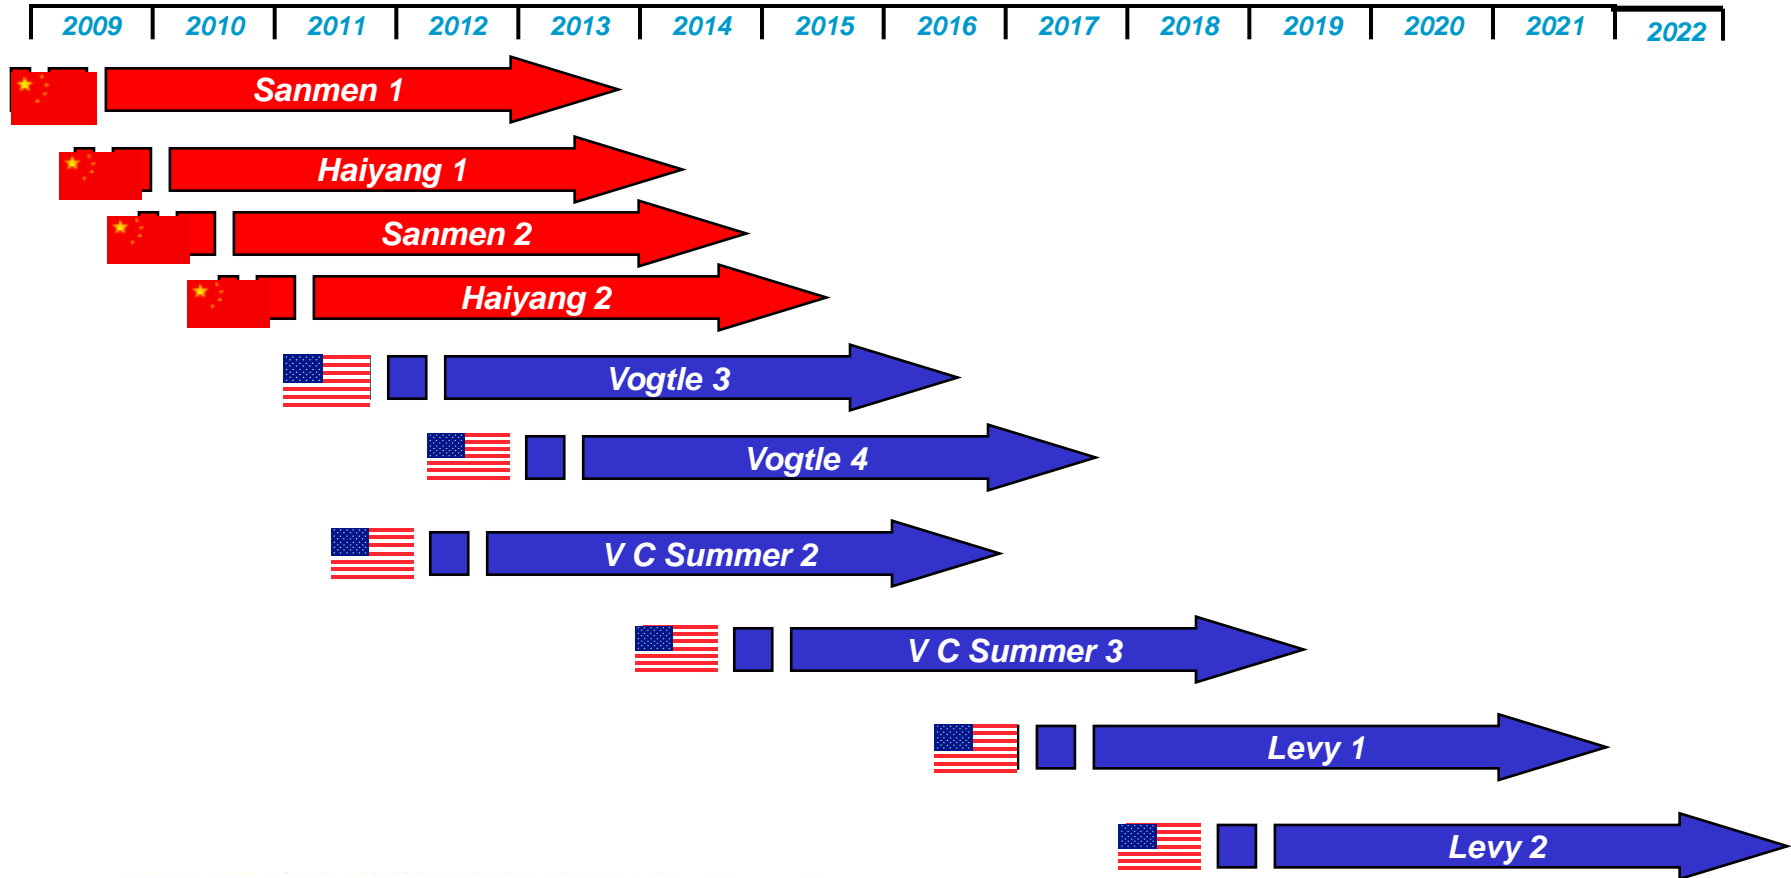 2009 2010 2011 2012 2013 2014 2015 2016 2017 2018 2019 2020 2021 2022
Sanmen 1
Haiyang 1
Sanmen 2
Haiyang 2
Vogtle 3
Vogtle 4
V C Summer 2
V C Summer 3
Levy 1
Levy 2